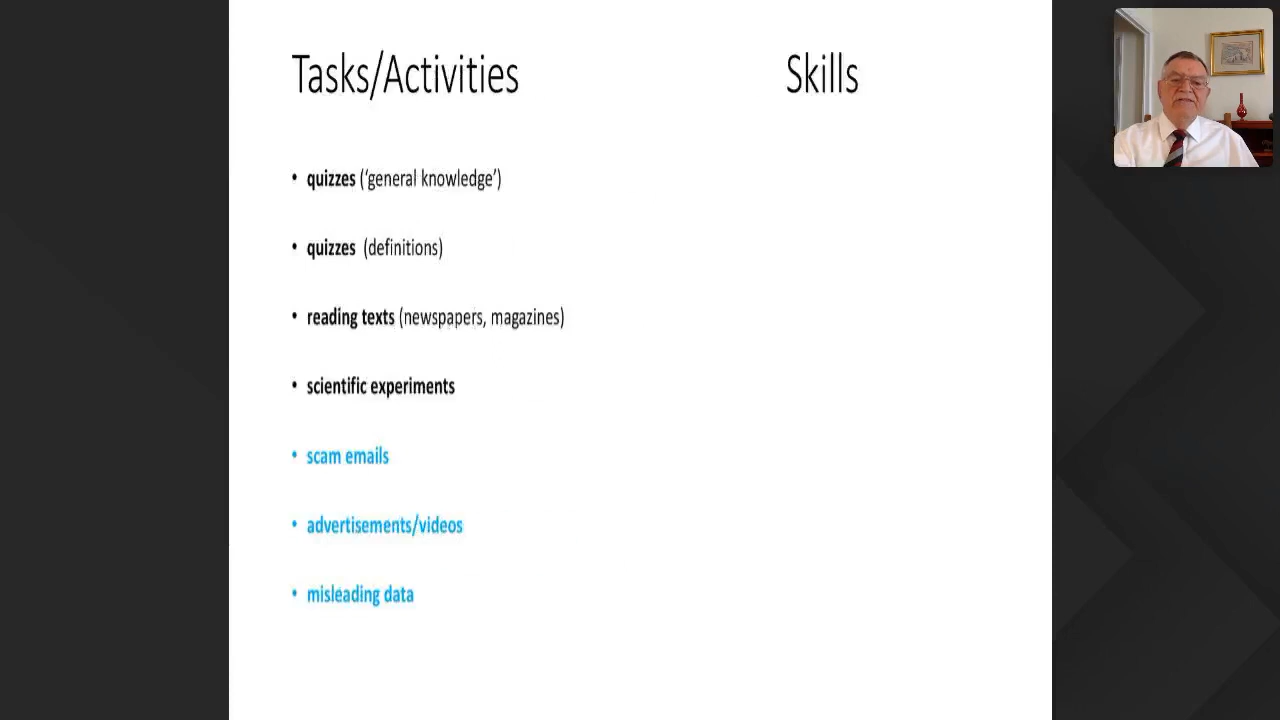 Tasks/Activities
Skills
• quizzes (‘general knowledge’)
• quizzes (definitions)
• reading texts (newspapers, magazines)
• scientific experiments
• scam emails
• advertisements/videos
• misleading data